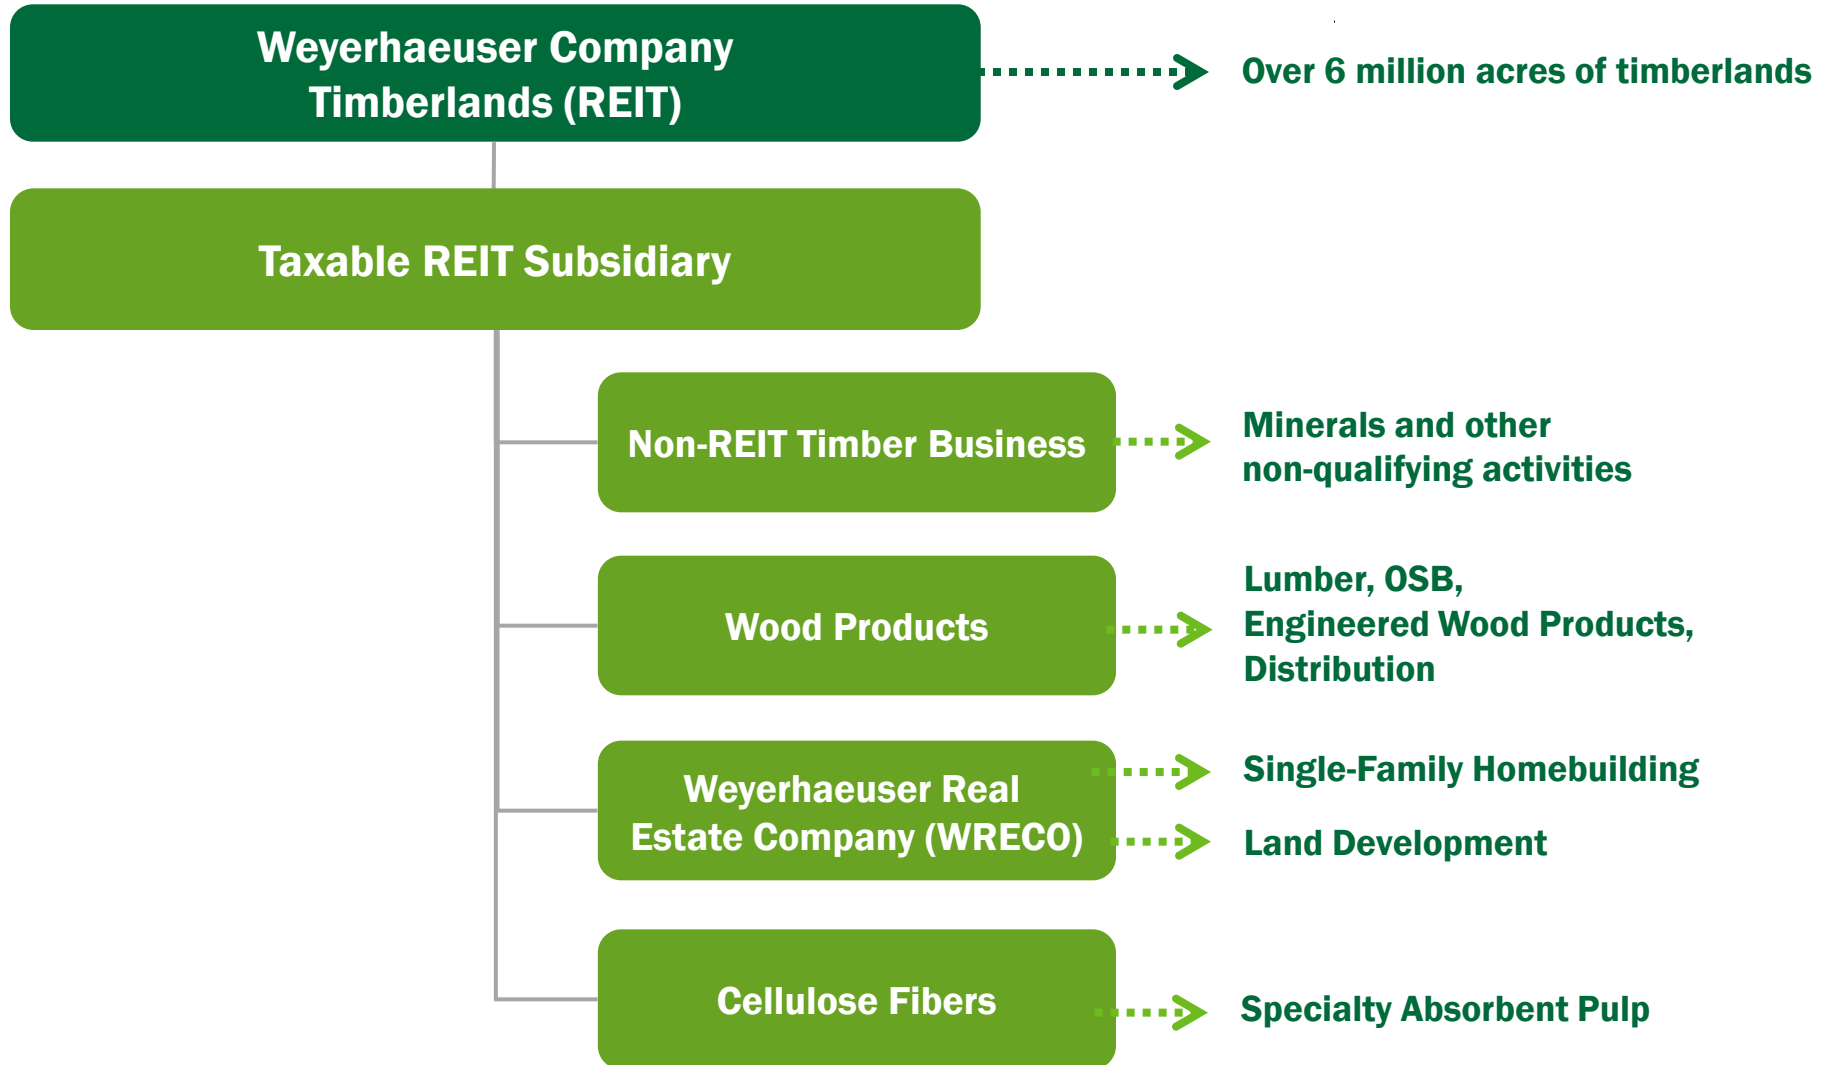 Weyerhaeuser Company
Timberlands (REIT)
Over 6 million acres of timberlands
Taxable REIT Subsidiary
Non-REIT Timber Business
Minerals and other
non-qualifying activities
Wood Products
Lumber, OSB,
Engineered Wood Products,
Distribution
Weyerhaeuser Real
Estate Company (WRECO)
Single-Family Homebuilding
Land Development
Cellulose Fibers
Specialty Absorbent Pulp